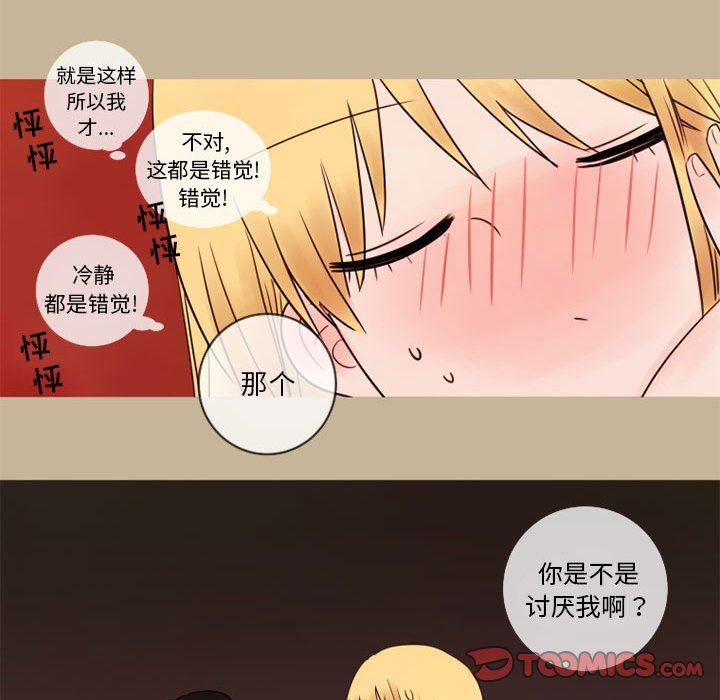 就是这样
所以我
才...
怦
怦
不对,
这都是错觉!
错觉!
怦
怦
冷静
都是错觉!
怦
怦
那个
你是不是
讨厌我啊?
TOOMICS.COM